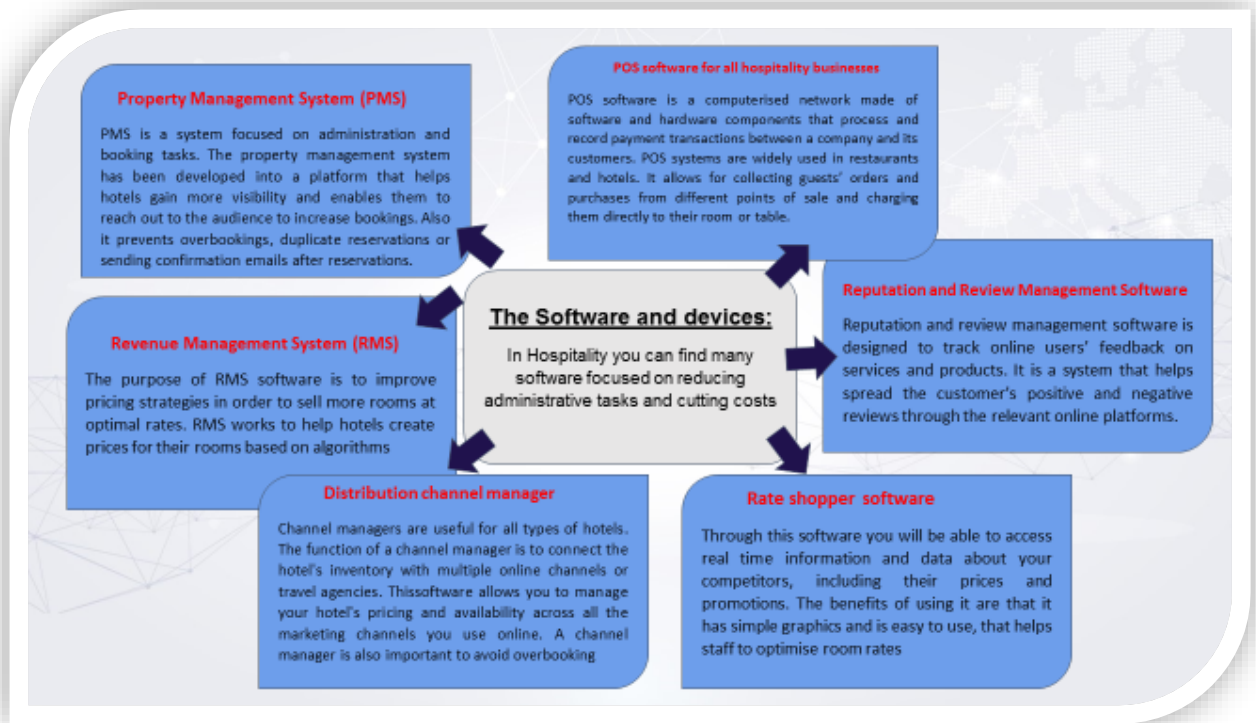 Property Management System (PMS)
PMS is a system focused on administration and
booking tasks. The property management system
has been developed into a platform that helps
hotels gain more visibility and enables them to
reach out to the audience to increase bookings. Also
it prevents overbookings, duplicate reservations or
sending confirmation emails after reservations.
POS software for all hospitality businesses
POS software is a computerised network made of
software and hardware components that process and
record payment transactions between a company and its
customers. POS systems are widely used in restaurants
and hotels. It allows for collecting guests' orders and
purchases from different points of sale and charging
them directly to their room or table.
The Software and devices:
In Hospitality you can find many
software focused on reducing
administrative tasks and cutting costs
Revenue Management System (RMS)
The purpose of RMS software is to improve
pricing strategies in order to sell more rooms at
optimal rates. RMS works to help hotels create
prices for their rooms based on algorithms
Reputation and Review Management Software
Reputation and review management software is
designed to track online users' feedback on
services and products. It is a system that helps
spread the customer's positive and negative
reviews through the relevant online platforms.
Distribution channel manager
Channel managers are useful for all types of hotels.
The function of a channel manager is to connect the
hotel's inventory with multiple online channels or
travel agencies. Thissoftware allows you to manage
your hotel's pricing and availability across all the
marketing channels you use online. A channel
manager is also important to avoid overbooking
Rate shopper software
Through this software you will be able to access
real time information and data about your
competitors, including their prices and
promotions. The benefits of using it are that it
has simple graphics and is easy to use, that helps
staff to optimise room rates